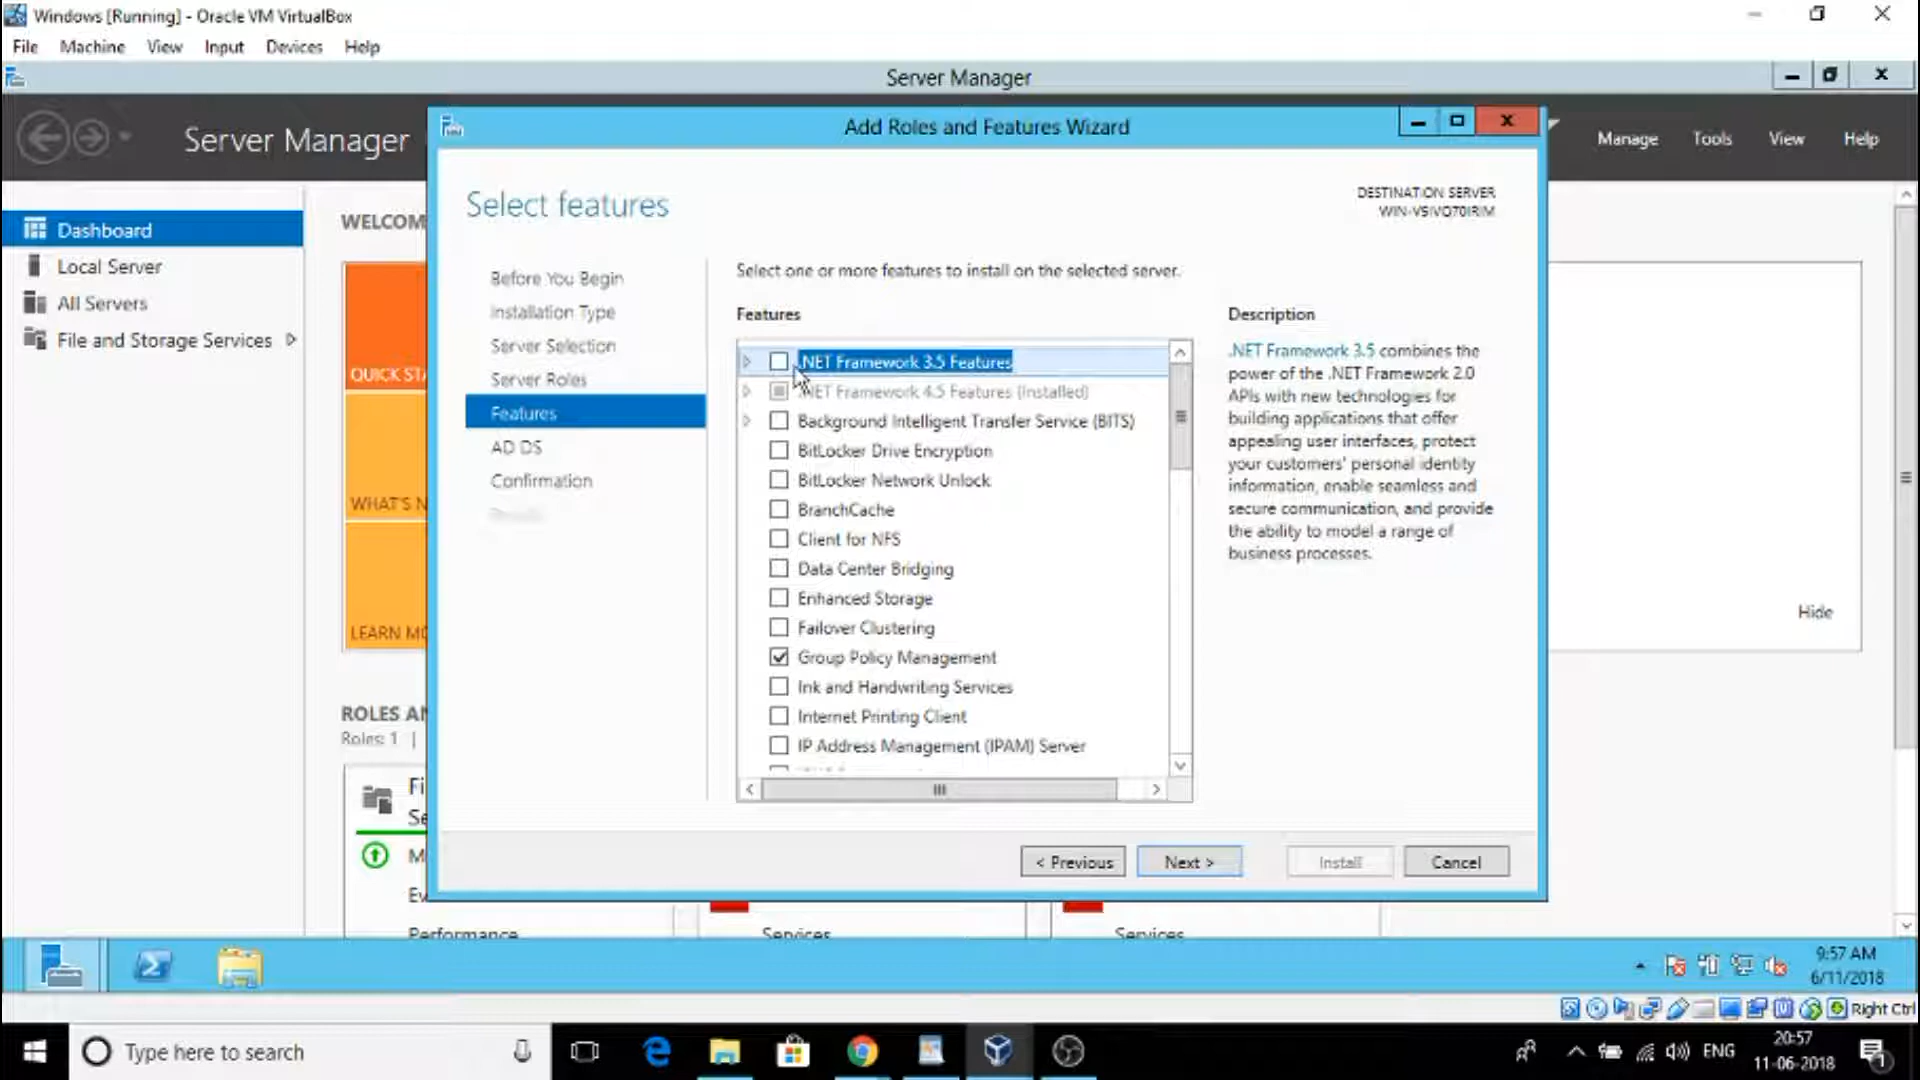 Windows [Running] - Oracle VM VirtualBox
File Machine View Input Devices Help
Server Manager
Server Manager
Manage Tools View Help
Dashboard
Local Server
All Servers
File and Storage Services
WELCOM
QUICK STA
WHAT'S N
LEARN MO
Hide
ROLES AN
Roles: 1 |
Fi
Se
M
Ev
Performance
Services
Services
Add Roles and Features Wizard
Select features
DESTINATION SERVER
Before You Begin
Installation Type
Server Selection
Server Roles
Features
AD DS
Confirmation
Results
Select one or more features to install on the selected server.
Features
.NET Framework 3.5 Features
.NET Framework 4.5 Features (Installed)
Background Intelligent Transfer Service (BITS)
BitLocker Drive Encryption
BitLocker Network Unlock
BranchCache
Client for NFS
Data Center Bridging
Enhanced Storage
Failover Clustering
Group Policy Management
Ink and Handwriting Services
Internet Printing Client
IP Address Management (IPAM) Server
Description
.NET Framework 3.5 combines the
power of the .NET Framework 2.0
APIs with new technologies for
building applications that offer
appealing user interfaces, protect
your customers' personal identity
information, enable seamless and
secure communication, and provide
the ability to model a range of
business processes.
< Previous Next > Install Cancel
9:57 AM
6/11/2018
Right Ctrl
Type here to search
ENG
20:57
11-06-2018
1